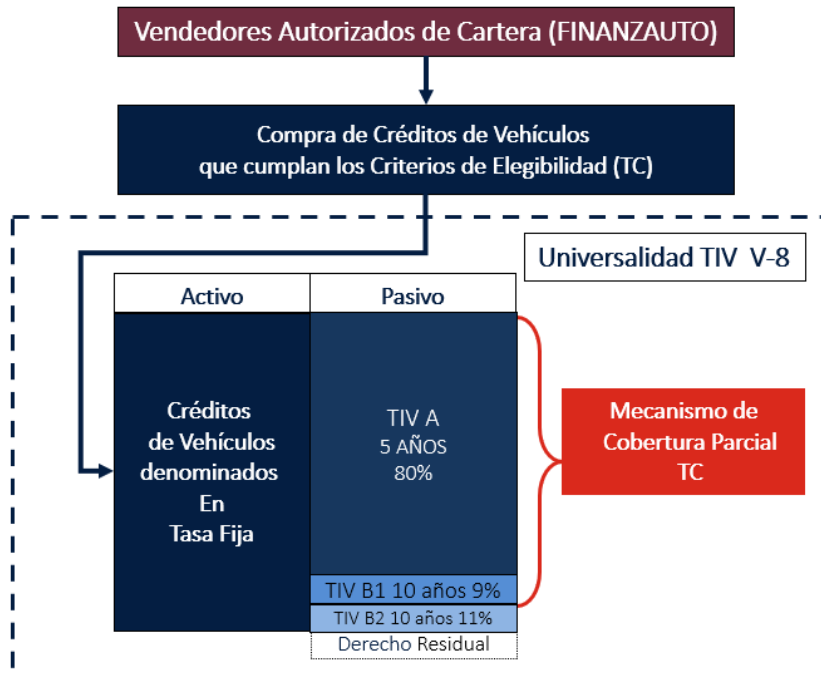 Vendedores Autorizados de Cartera (FINANZAUTO)
Compra de Créditos de Vehículos
que cumplan los Criterios de Elegibilidad (TC)
Universalidad TIV V-8
Activo
Pasivo
Créditos
de Vehículos
denominados
En
Tasa Fija
TIV A
5 AÑOS
80%
TIV B1 10 años 9%
TIV B2 10 años 11%
Derecho Residual
Mecanismo de
Cobertura Parcial
TC